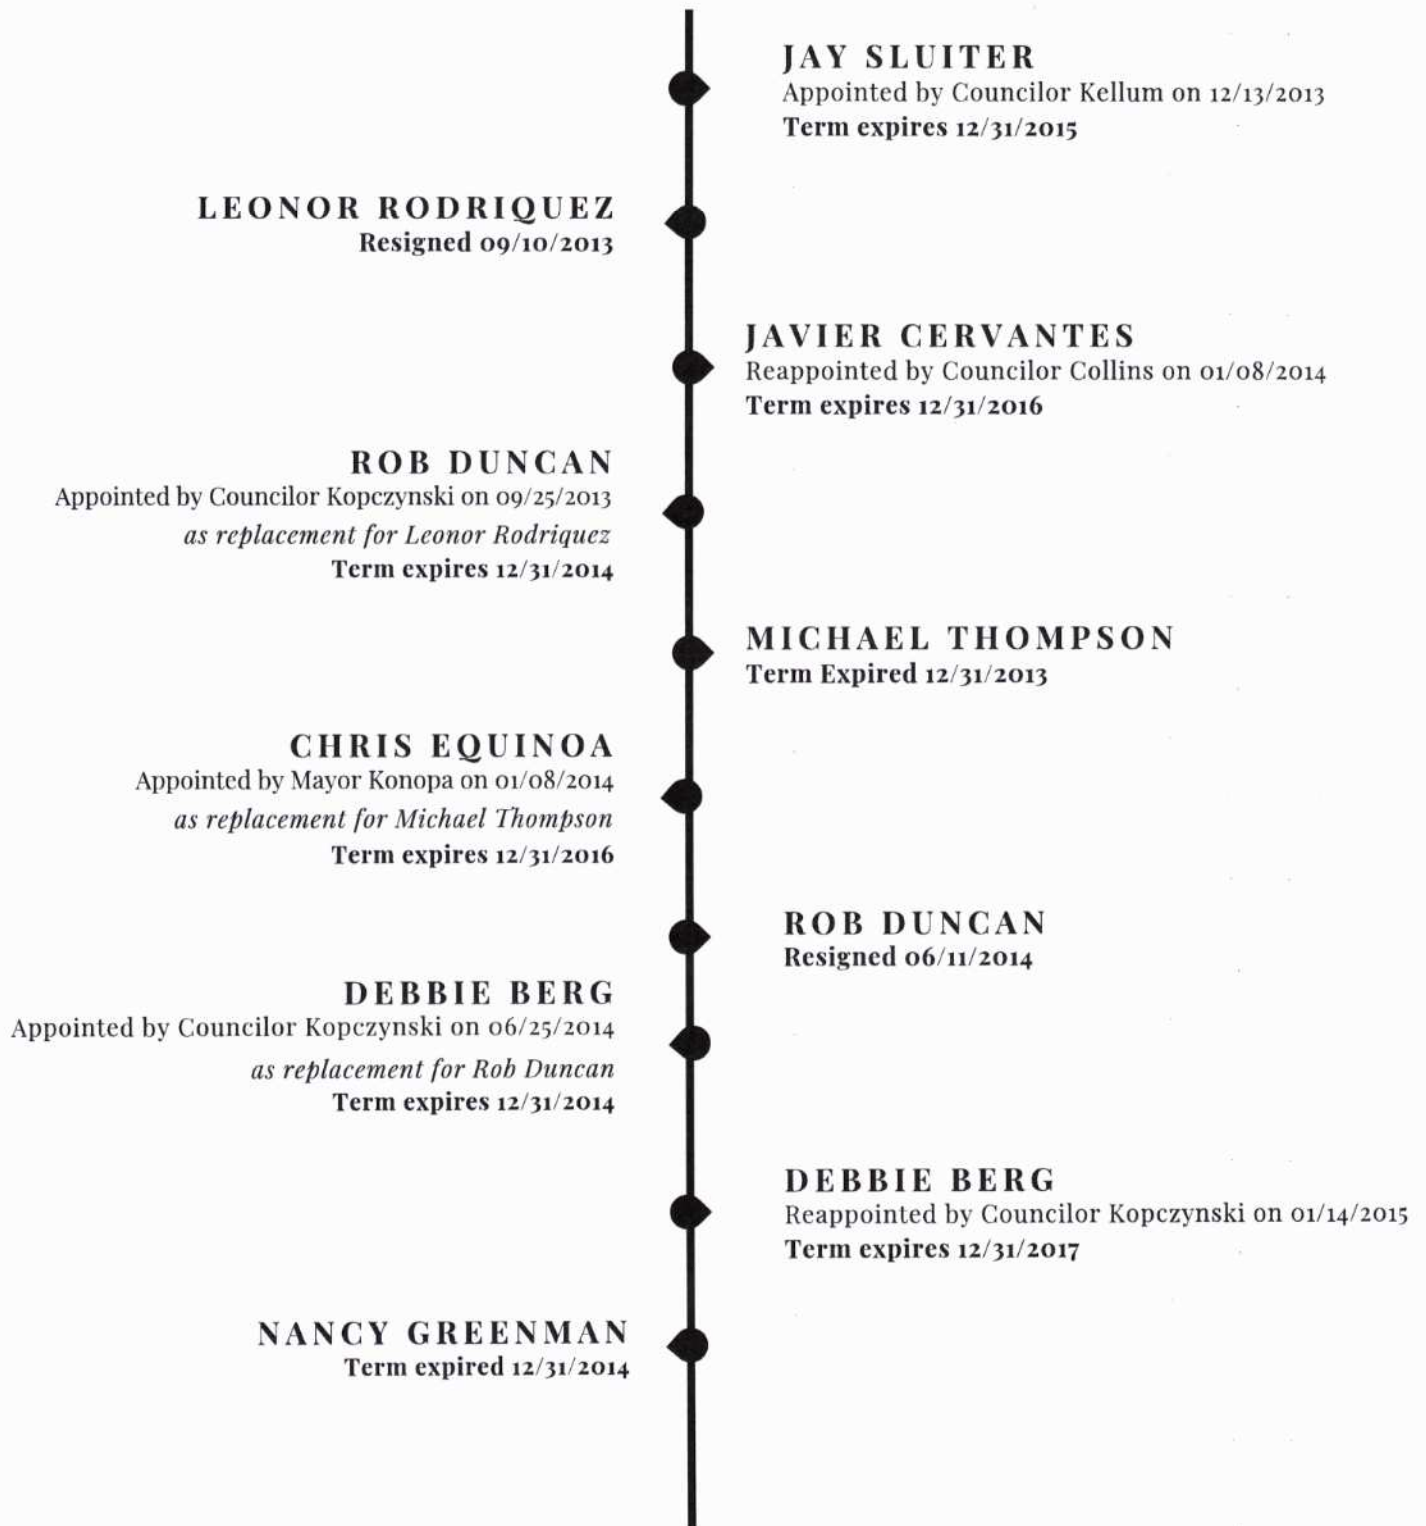 JAY SLUITER
Appointed by Councilor Kellum on 12/13/2013
Term expires 12/31/2015
LEONOR RODRIQUEZ
Resigned 09/10/2013
JAVIER CERVANTES
Reappointed by Councilor Collins on 01/08/2014
Term expires 12/31/2016
ROB DUNCAN
Appointed by Councilor Kopczynski on 09/25/2013
as replacement for Leonor Rodriquez
Term expires 12/31/2014
MICHAEL THOMPSON
Term Expired 12/31/2013
CHRIS EQUINOA
Appointed by Mayor Konopa on 01/08/2014
as replacement for Michael Thompson
Term expires 12/31/2016
ROB DUNCAN
Resigned 06/11/2014
DEBBIE BERG
Appointed by Councilor Kopczynski on 06/25/2014
as replacement for Rob Duncan
Term expires 12/31/2014
DEBBIE BERG
Reappointed by Councilor Kopczynski on 01/14/2015
Term expires 12/31/2017
NANCY GREENMAN
Term expired 12/31/2014